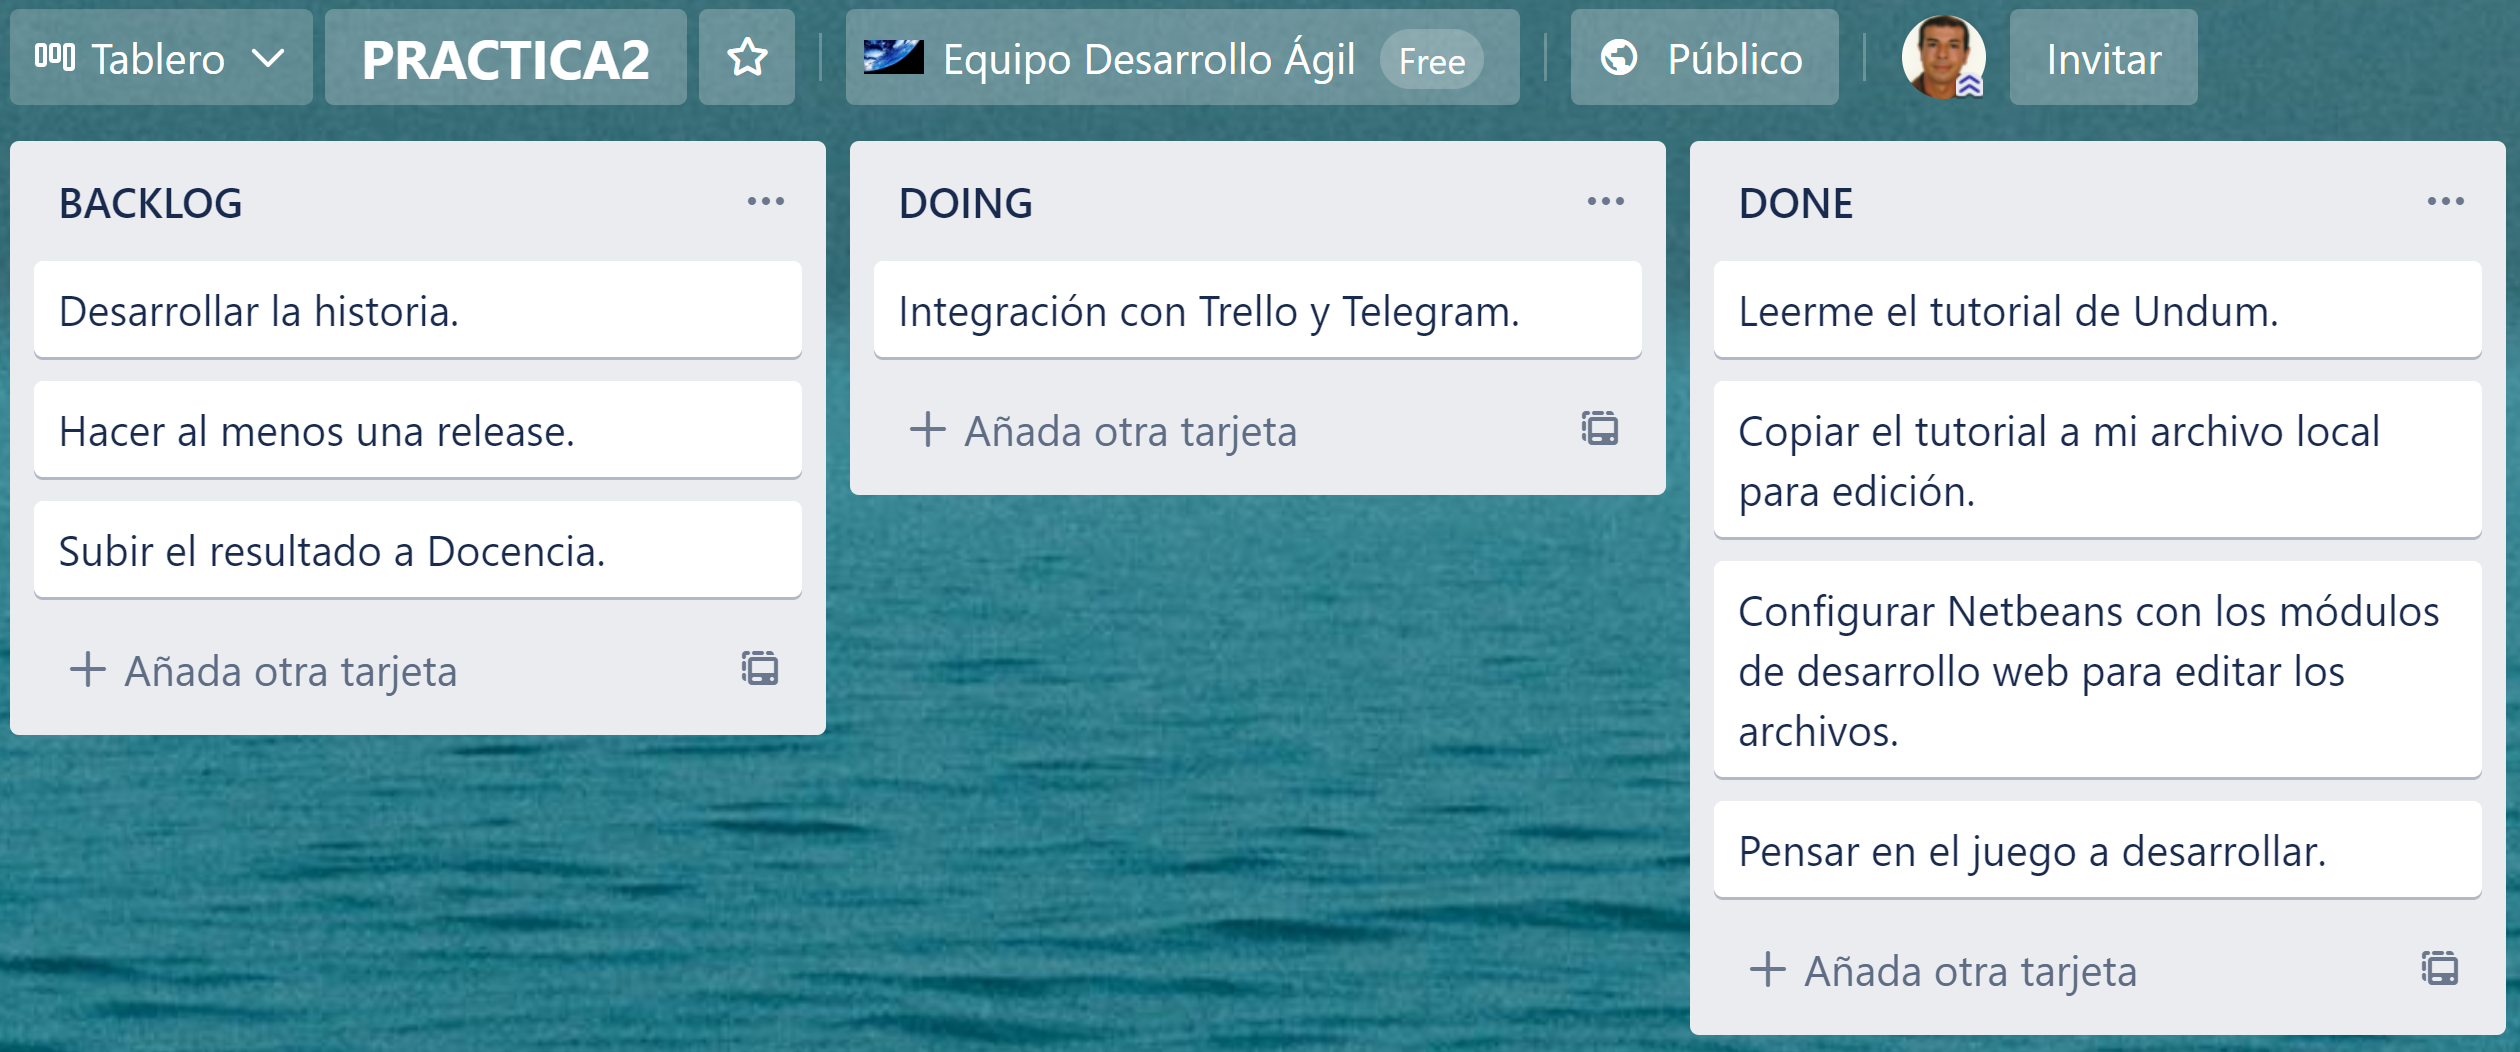 Tablero
PRACTICA2
Equipo Desarrollo Ágil
Free
Público
Invitar
BACKLOG
Desarrollar la historia.
Hacer al menos una release.
Subir el resultado a Docencia.
Añada otra tarjeta
DOING
Integración con Trello y Telegram.
Añada otra tarjeta
DONE
Leerme el tutorial de Undum.
Copiar el tutorial a mi archivo local
para edición.
Configurar Netbeans con los módulos
de desarrollo web para editar los
archivos.
Pensar en el juego a desarrollar.
Añada otra tarjeta